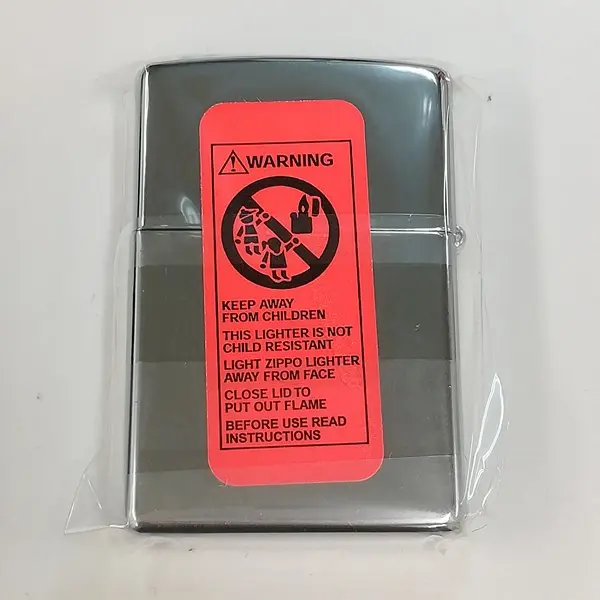 WARNING
KEEP AWAY
FROM CHILDREN
THIS LIGHTER IS NOT
CHILD RESISTANT
LIGHT ZIPPO LIGHTER
AWAY FROM FACE
CLOSE LID TO
PUT OUT FLAME
BEFORE USE READ
INSTRUCTIONS